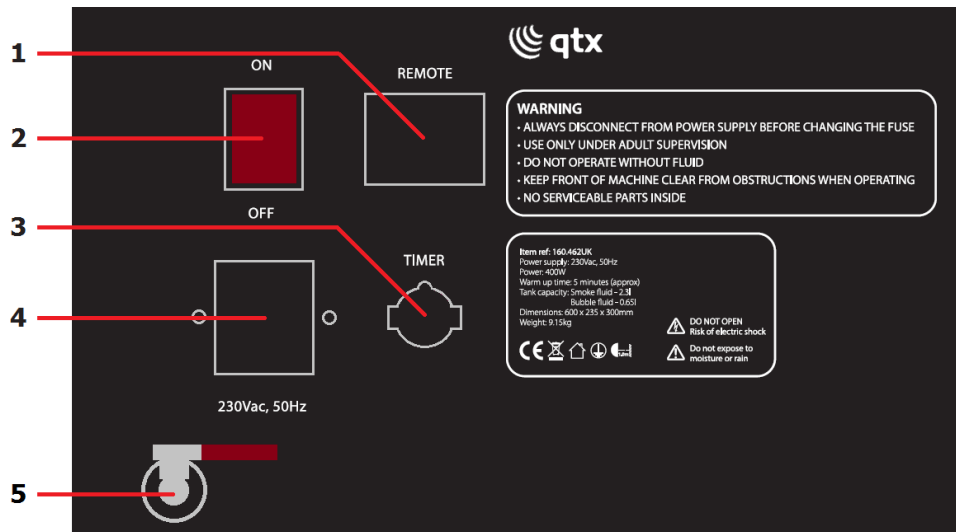 1
2
3
4
5
ON
REMOTE
OFF
TIMER
230Vac, 50Hz
qtx
WARNING
• ALWAYS DISCONNECT FROM POWER SUPPLY BEFORE CHANGING THE FUSE
• USE ONLY UNDER ADULT SUPERVISION
• DO NOT OPERATE WITHOUT FLUID
• KEEP FRONT OF MACHINE CLEAR FROM OBSTRUCTIONS WHEN OPERATING
• NO SERVICEABLE PARTS INSIDE
Item ref: 160.462UK
Power supply: 230Vac, 50Hz
Power: 400W
Warm up time: 5 minutes (approx)
Tank capacity: Smoke fluid – 2.3l
Bubble fluid – 0.65l
Dimensions: 600 x 235 x 300mm
Weight: 9.15kg
CE
DO NOT OPEN
Risk of electric shock
Do not expose to
moisture or rain